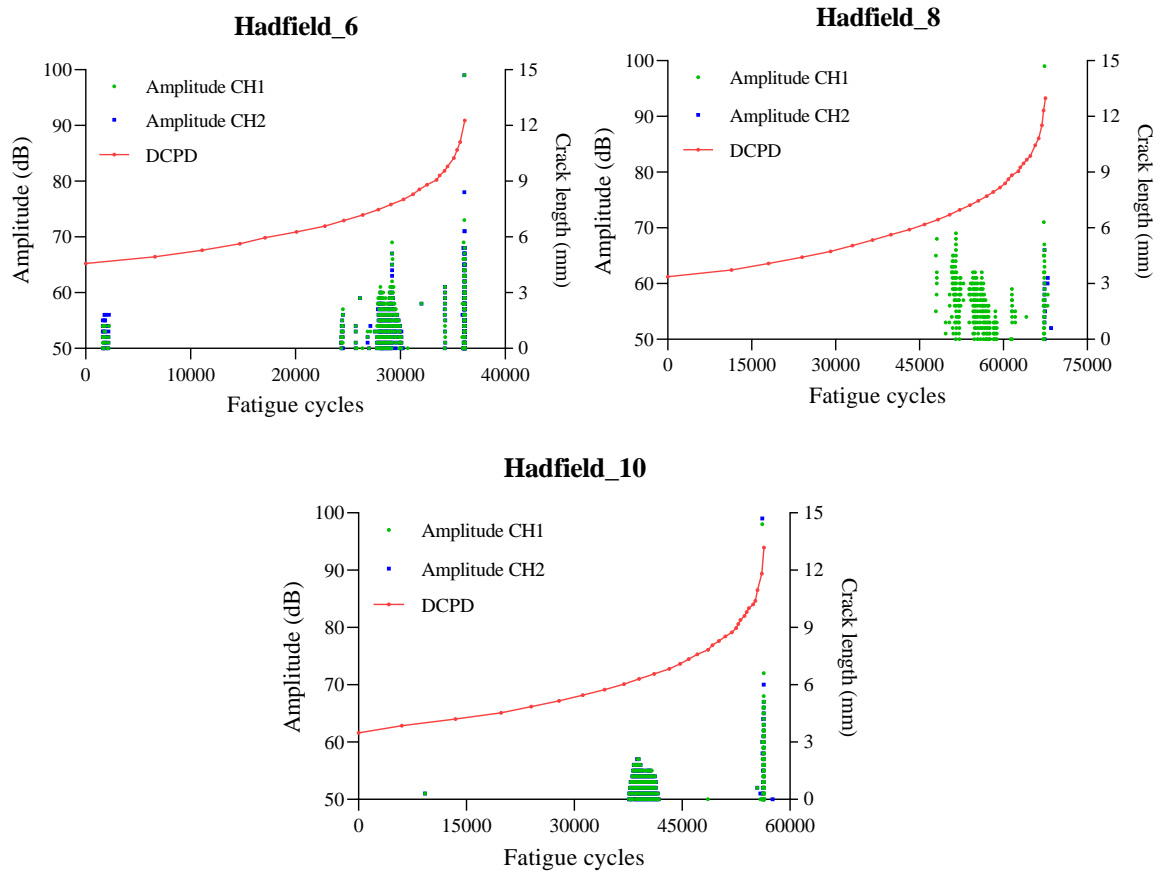 Hadfield_6
Amplitude (dB)
100
90
80
70
60
50
Amplitude CH1
Amplitude CH2
DCPD
15
12
9
6
3
0
Crack length (mm)
0 10000 20000 30000 40000
Fatigue cycles
Hadfield_8
Amplitude (dB)
100
90
80
70
60
50
Amplitude CH1
Amplitude CH2
DCPD
15
12
9
6
3
0
Crack length (mm)
0 15000 30000 45000 60000 75000
Fatigue cycles
Hadfield_10
Amplitude (dB)
100
90
80
70
60
50
Amplitude CH1
Amplitude CH2
DCPD
15
12
9
6
3
0
Crack length (mm)
0 15000 30000 45000 60000
Fatigue cycles